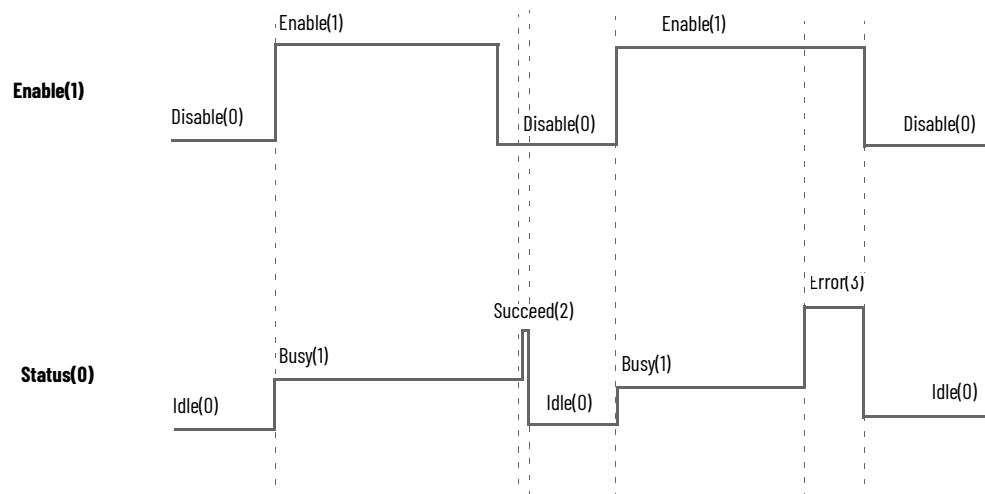 Enable(1)
Enable(1)
Enable(1)
Disable(0)
Disable(0)
Disable(0)
Error(3)
Succeed(2)
Busy(1)
Busy(1)
Status(0)
Idle(0)
Idle(0)
Idle(0)